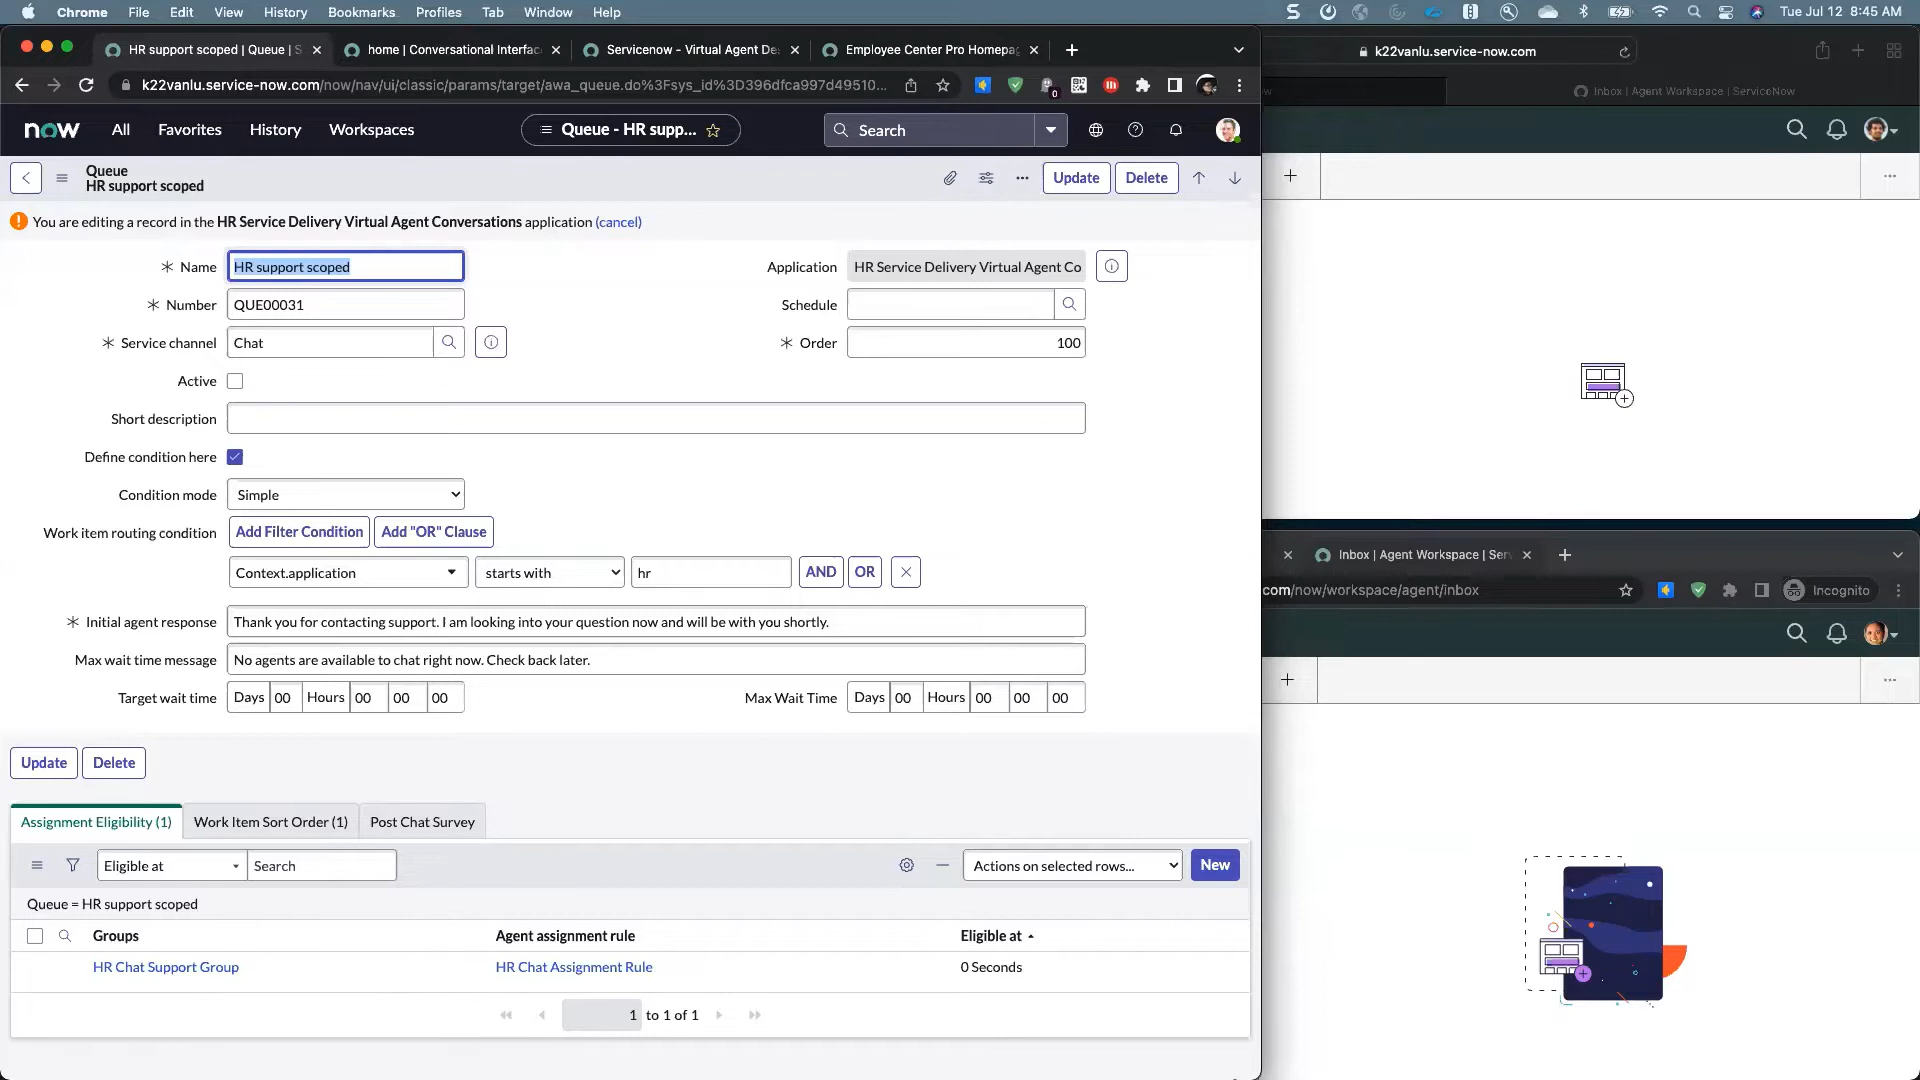 Chrome File Edit View History Bookmarks Profiles Tab Window Help
Tue Jul 12 8:45 AM
HR support scoped | Queue | S
home | Conversational Interfac
Servicenow - Virtual Agent De
Employee Center Pro Homepag
k22vanlu.service-now.com/now/nav/ui/classic/params/target/awa_queue.do%3Fsys_id%3D396dfca997d49510...
0
k22vanlu.service-now.com
Inbox | Agent Workspace | ServiceNow
now All Favorites History Workspaces
Queue - HR supp...
Search
Queue
HR support scoped
Update
Delete
You are editing a record in the HR Service Delivery Virtual Agent Conversations application (cancel)
Name HR support scoped
Application HR Service Delivery Virtual Agent Co
Number QUE00031
Schedule
Service channel Chat
Order 100
Active
Short description
Define condition here
Condition mode Simple
Work item routing condition Add Filter Condition Add "OR" Clause
Context.application starts with hr AND OR
Initial agent response Thank you for contacting support. I am looking into your question now and will be with you shortly.
Max wait time message No agents are available to chat right now. Check back later.
Target wait time Days 00 Hours 00 00 00
Max Wait Time Days 00 Hours 00 00 00
Update Delete
Assignment Eligibility (1) Work Item Sort Order (1) Post Chat Survey
Eligible at Search
Actions on selected rows... New
Queue = HR support scoped
Groups Agent assignment rule Eligible at
HR Chat Support Group HR Chat Assignment Rule 0 Seconds
1 to 1 of 1
Inbox | Agent Workspace | Ser
com/now/workspace/agent/inbox
Incognito